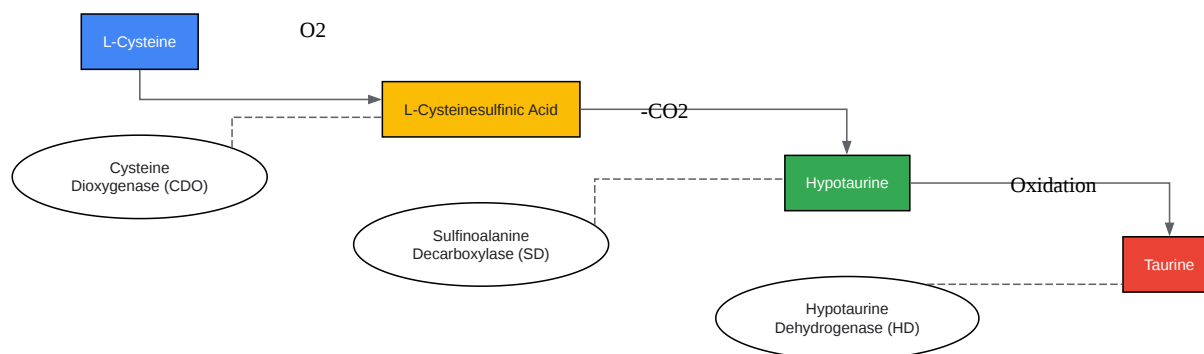 L-Cysteine
O2
L-Cysteinesulfinic Acid
-CO2
Cysteine
Dioxygenase (CDO)
Hypotaurine
Oxidation
Sulfinoalanine
Decarboxylase (SD)
Taurine
Hypotaurine
Dehydrogenase (HD)